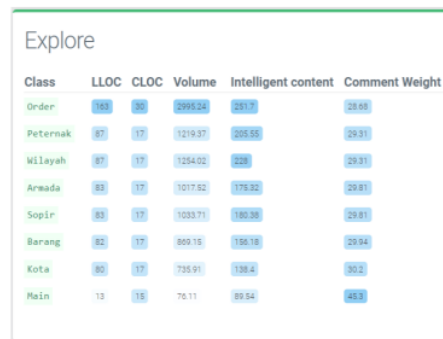 Explore
Class LLOC CLOC Volume Intelligent content Comment Weight
Order 163 30 2995.24 251.7 28.68
Peternak 87 17 1219.37 205.55 29.31
Wilayah 87 17 1254.02 228 29.31
Armada 83 17 1017.52 175.32 29.81
Sopir 83 17 1033.71 180.38 29.81
Barang 82 17 869.15 156.18 29.94
Kota 80 17 735.91 138.4 30.2
Main 13 15 76.11 89.54 45.3